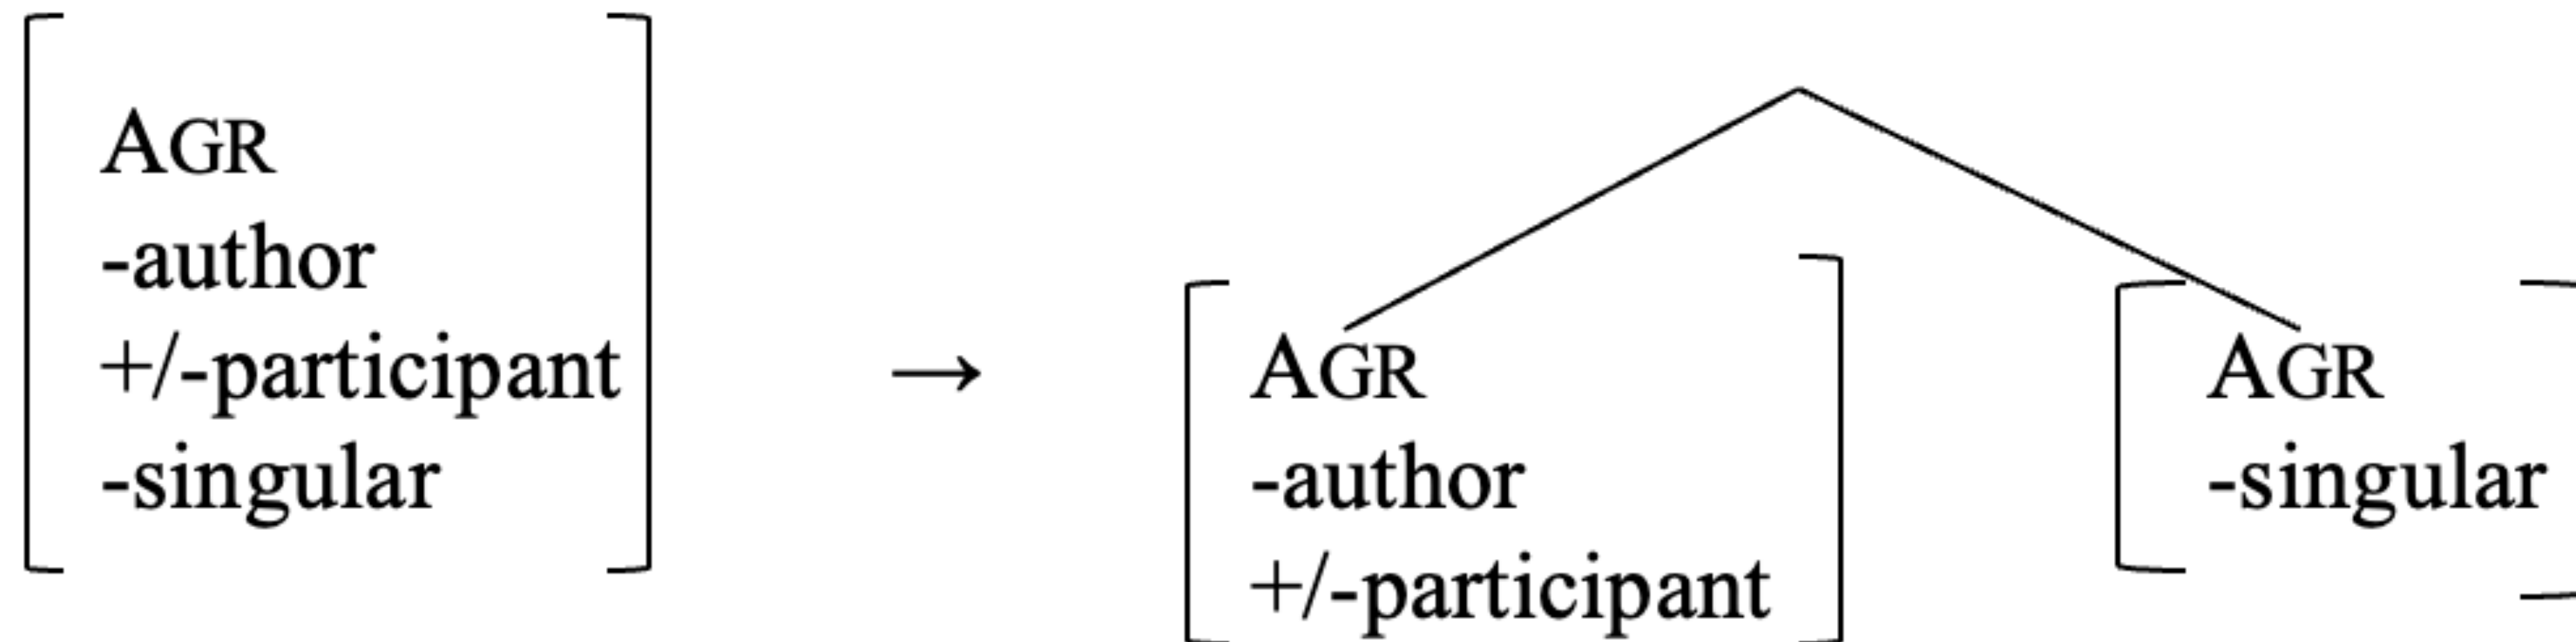 AGR
-author
+/-participant
-singular
→
AGR
-author
+/-participant
AGR
-singular